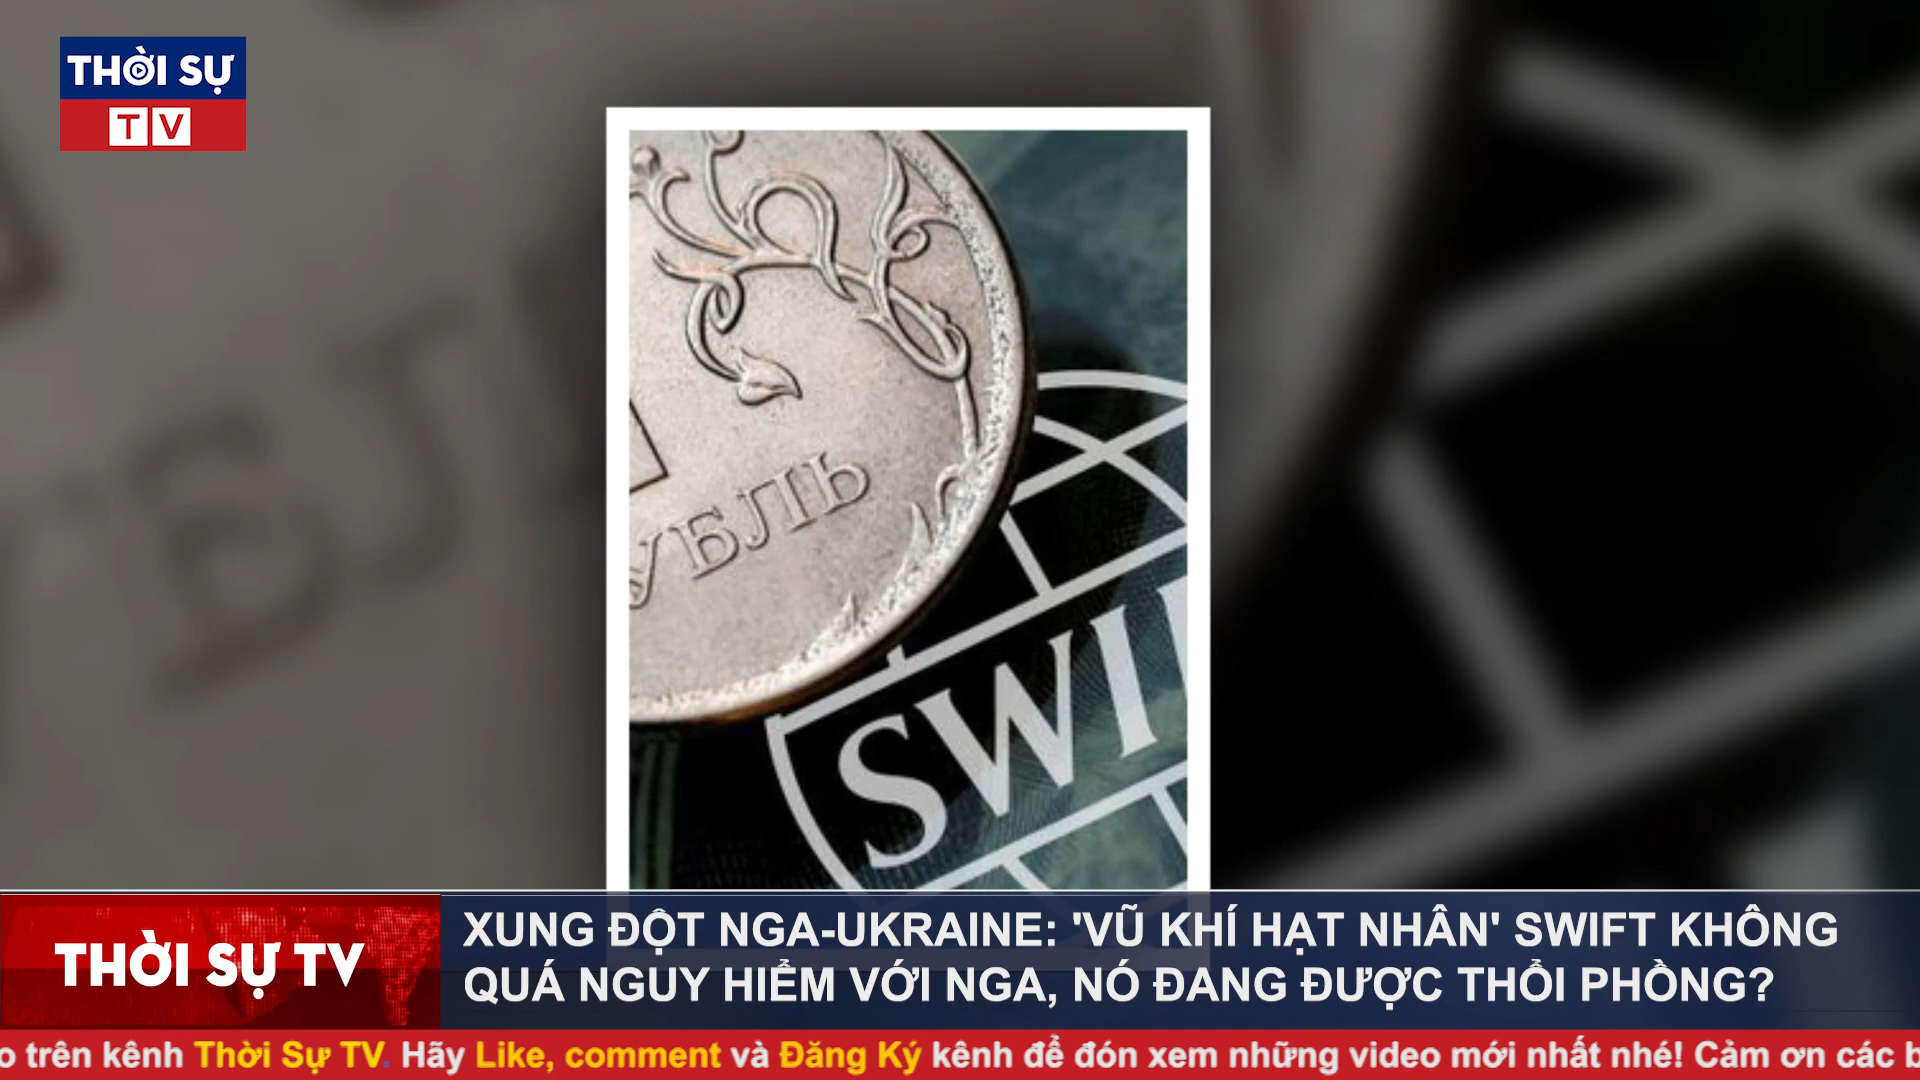 THỜI SỰ
TV
УБЛЬ
SWI
THỜI SỰ TV
XUNG ĐỘT NGA-UKRAINE: 'VŨ KHÍ HẠT NHÂN' SWIFT KHÔNG
QUÁ NGUY HIỂM VỚI NGA, NÓ ĐANG ĐƯỢC THỔI PHỒNG?
o trên kênh Thời Sự TV. Hãy Like, comment và Đăng Ký kênh để đón xem những video mới nhất nhé! Cảm ơn các b